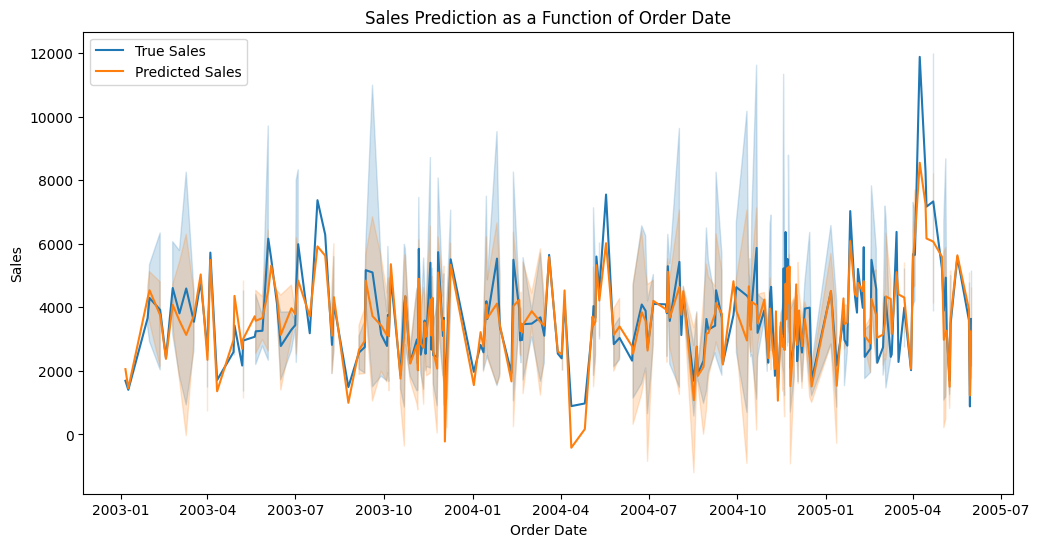 Sales Prediction as a Function of Order Date
True Sales
Predicted Sales
12000
10000
8000
6000
4000
2000
0
Sales
2003-01 2003-04 2003-07 2003-10 2004-01 2004-04 2004-07 2004-10 2005-01 2005-04 2005-07
Order Date